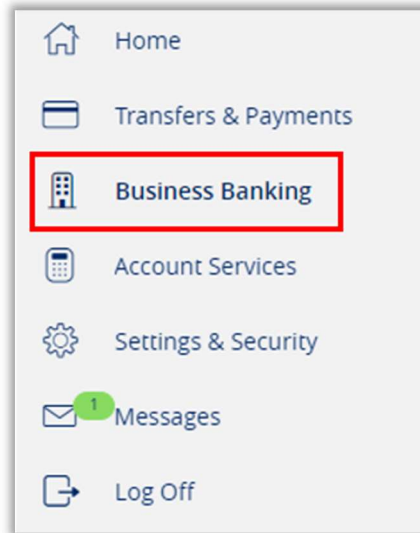 Home
Transfers & Payments
Business Banking
Account Services
Settings & Security
1
Messages
Log Off